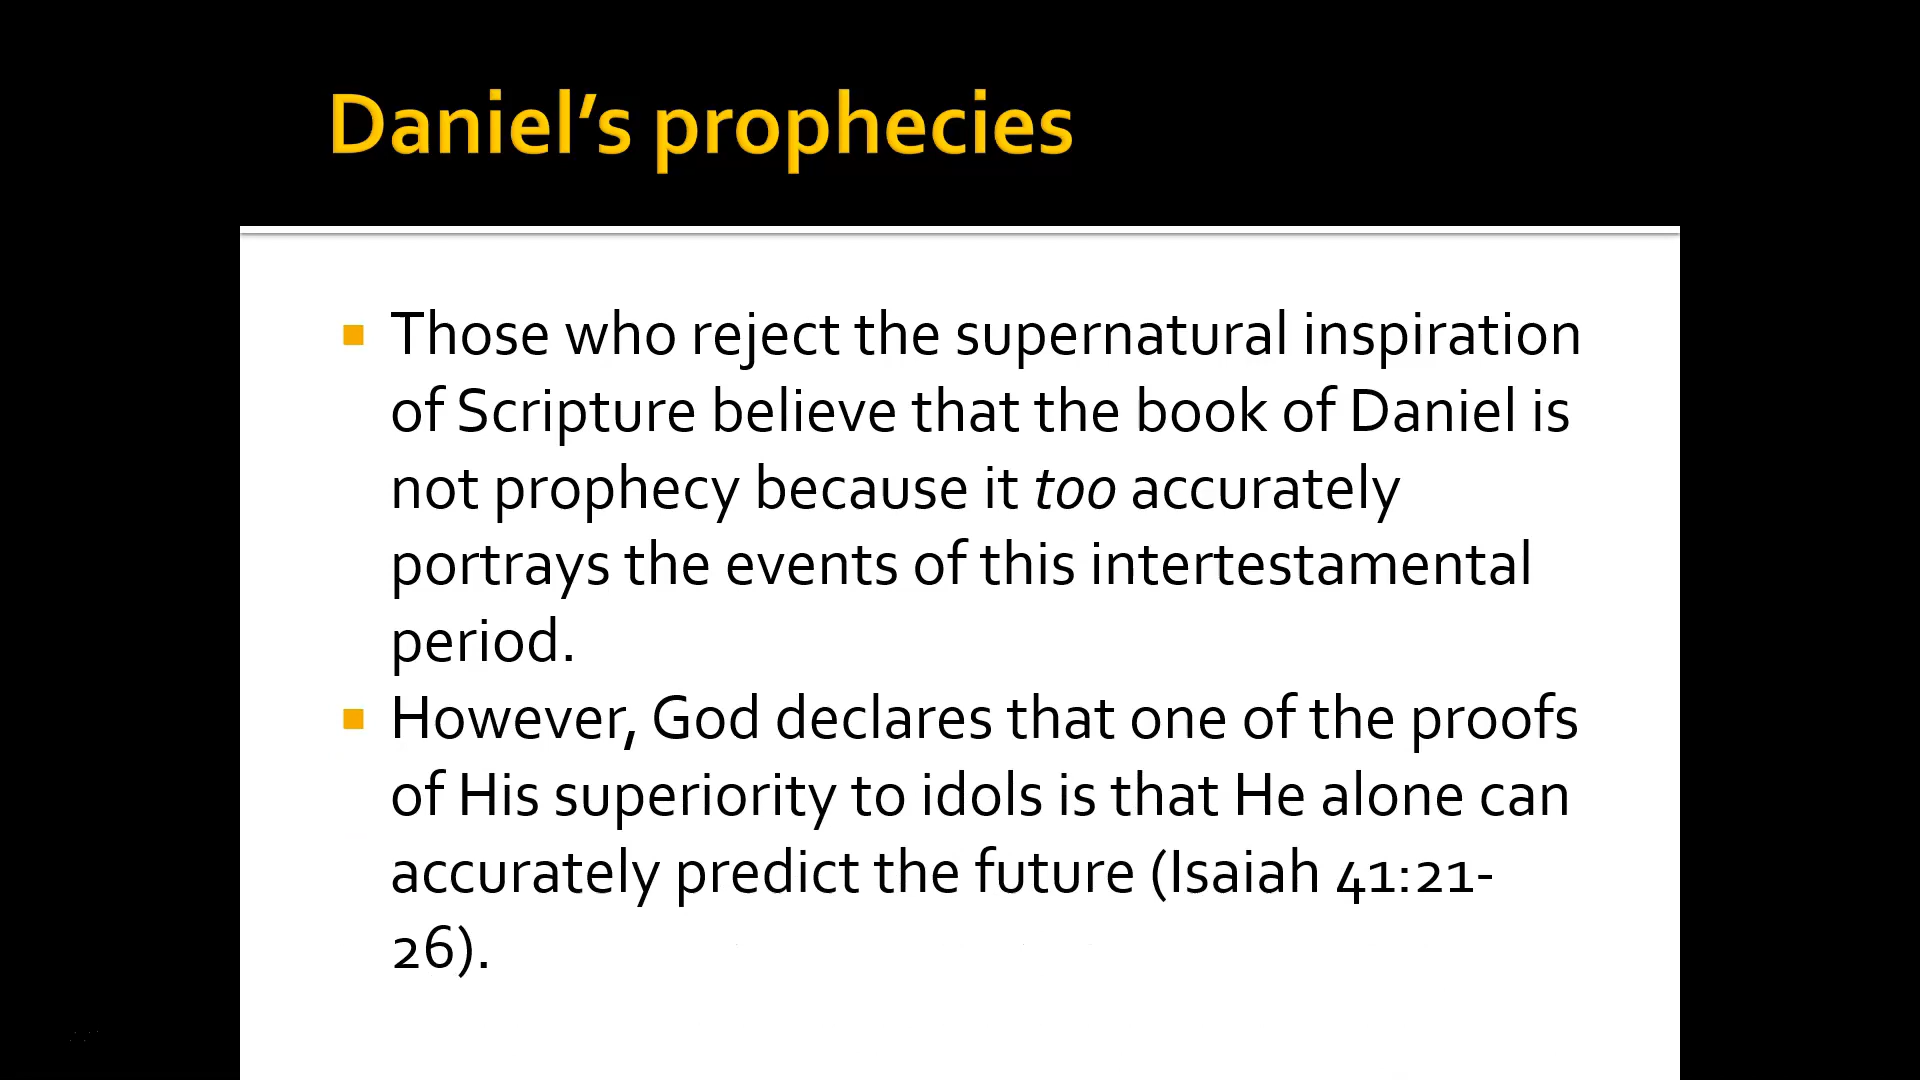 Daniel’s prophecies
Those who reject the supernatural inspiration
of Scripture believe that the book of Daniel is
not prophecy because it too accurately
portrays the events of this intertestamental
period.
However, God declares that one of the proofs
of His superiority to idols is that He alone can
accurately predict the future (Isaiah 41:21-
26).